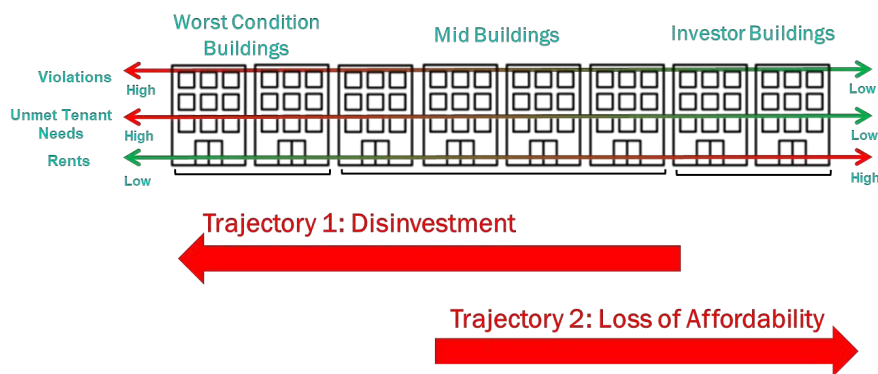 Worst Condition
Buildings
Mid Buildings
Investor Buildings
Violations
High
Low
Unmet Tenant
Needs
High
Low
Rents
Low
High
Trajectory 1: Disinvestment
Trajectory 2: Loss of Affordability